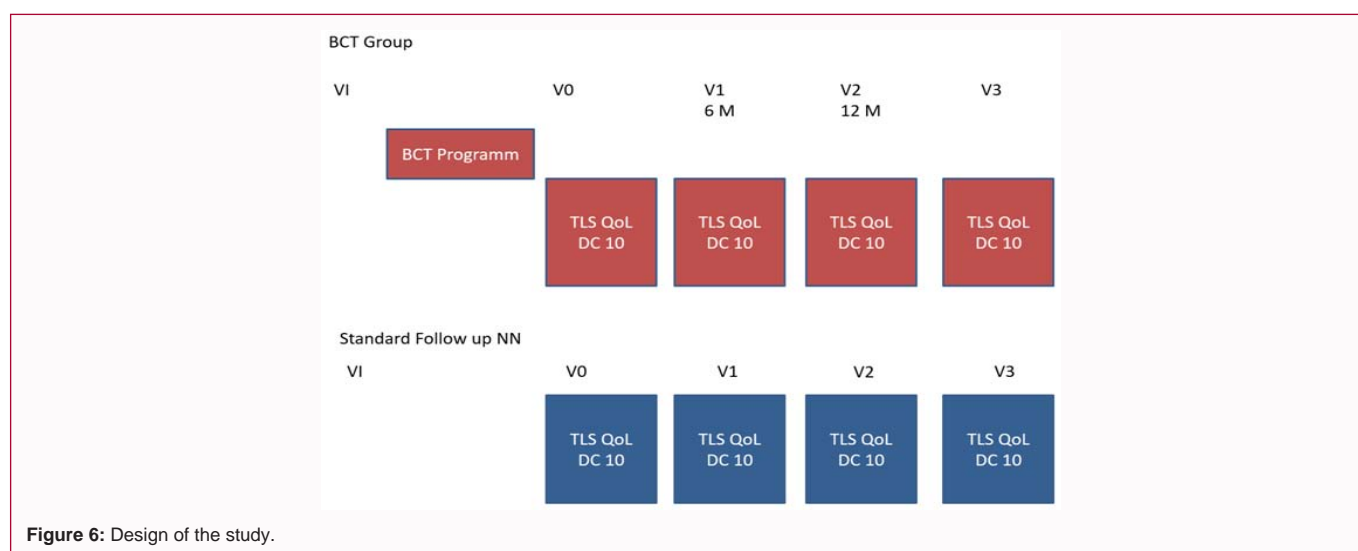 BCT Group
VI V0 V1 V2 V3
6 M 12 M
BCT Programm
TLS QoL TLS QoL TLS QoL TLS QoL
DC 10 DC 10 DC 10 DC 10
Standard Follow up NN
VI V0 V1 V2 V3
TLS QoL TLS QoL TLS QoL TLS QoL
DC 10 DC 10 DC 10 DC 10
Figure 6: Design of the study.